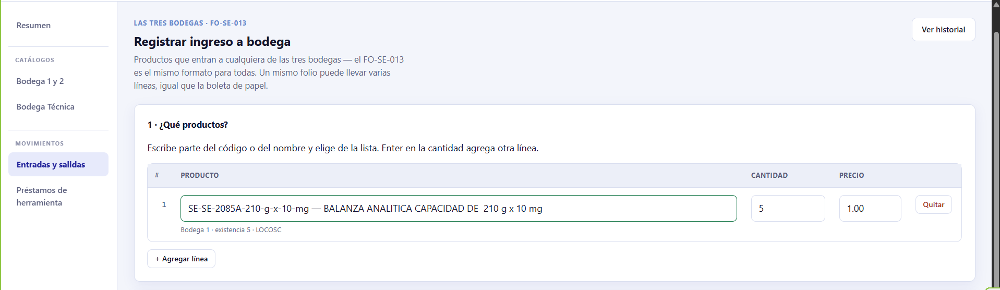 Resumen
CATÁLOGOS
Bodega 1 y 2
Bodega Técnica
MOVIMIENTOS
Entradas y salidas
Préstamos de
herramienta
LAS TRES BODEGAS · FO-SE-013
Registrar ingreso a bodega
Productos que entran a cualquiera de las tres bodegas — el FO-SE-013
es el mismo formato para todas. Un mismo folio puede llevar varias
líneas, igual que la boleta de papel.
Ver historial
1 · ¿Qué productos?
Escribe parte del código o del nombre y elige de la lista. Enter en la cantidad agrega otra línea.
# PRODUCTO CANTIDAD PRECIO
1 SE-SE-2085A-210-g-x-10-mg — BALANZA ANALITICA CAPACIDAD DE  210 g x 10 mg 5 1.00 Quitar
Bodega 1 · existencia 5 · LOCOSC
+ Agregar línea